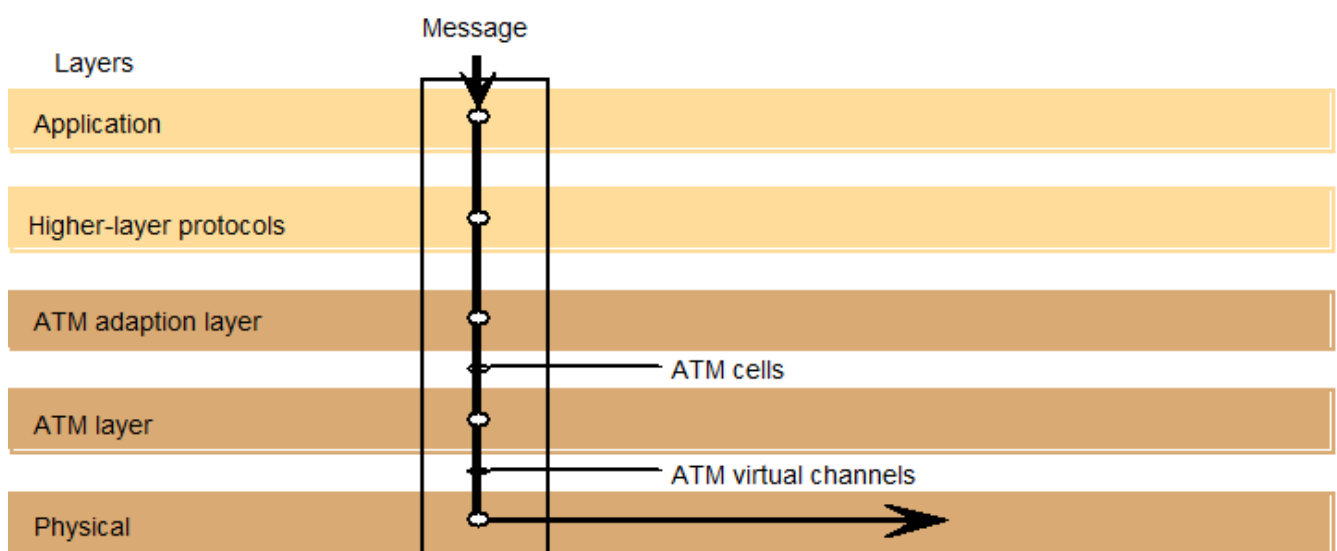 Message
Layers
Application
Higher-layer protocols
ATM adaption layer
ATM cells
ATM layer
ATM virtual channels
Physical